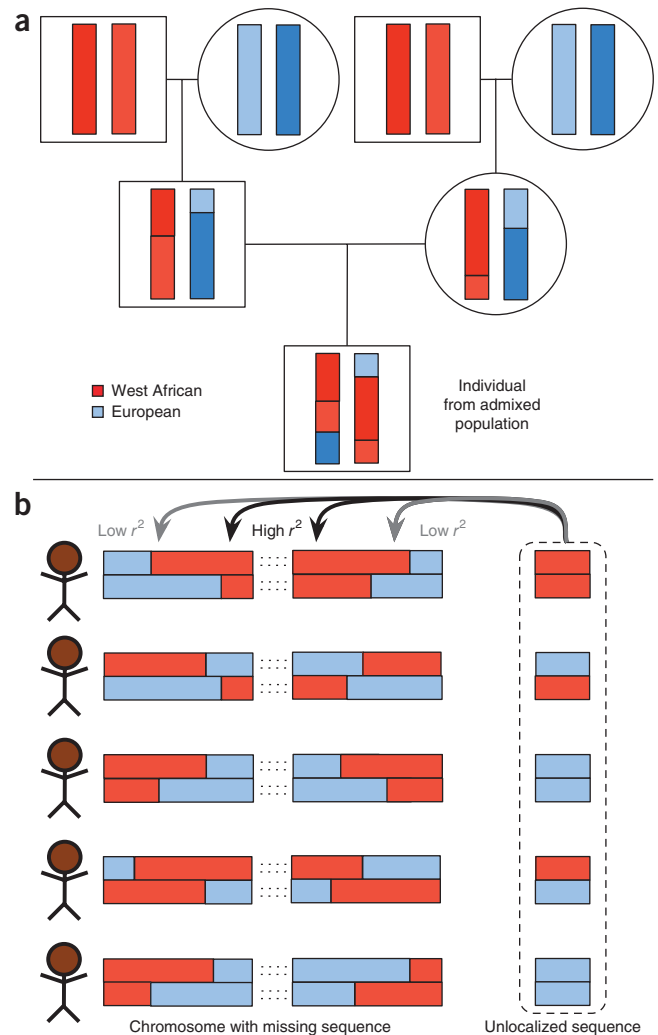 a
West African
European
Individual
from admixed
population
b
Low r²
High r²
Low r²
Chromosome with missing sequence
Unlocalized sequence